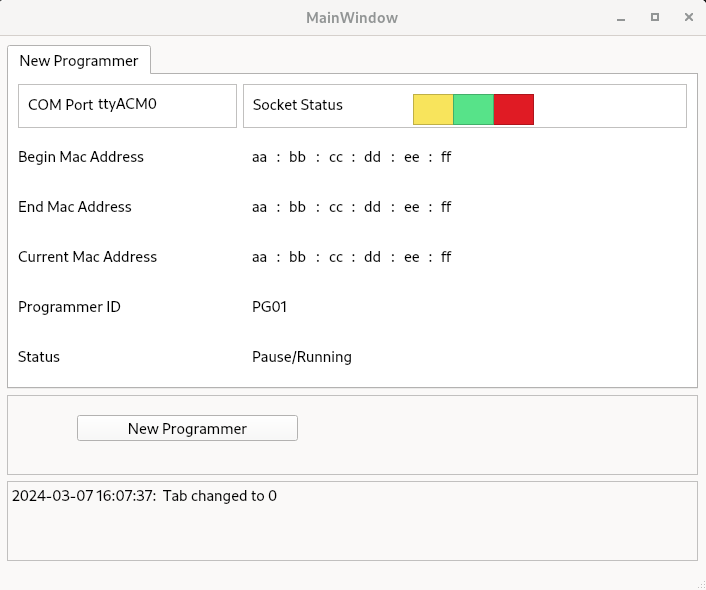 MainWindow
New Programmer
COM Port ttyACM0 Socket Status
Begin Mac Address aa : bb : cc : dd : ee : ff
End Mac Address aa : bb : cc : dd : ee : ff
Current Mac Address aa : bb : cc : dd : ee : ff
Programmer ID PG01
Status Pause/Running
New Programmer
2024-03-07 16:07:37: Tab changed to 0